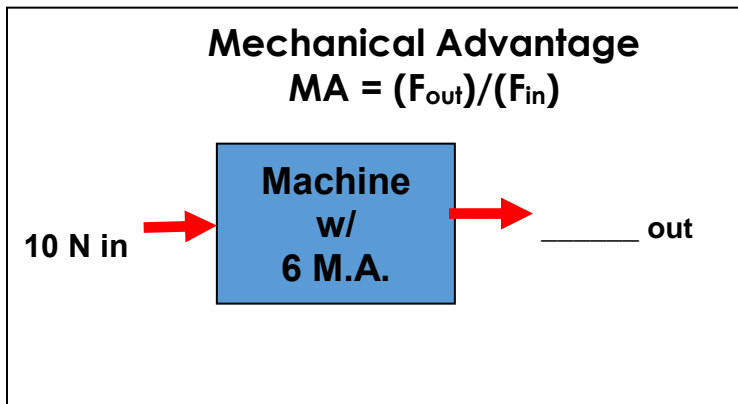 Mechanical Advantage
MA = (Fout)/(Fin)
Machine
w/
6 M.A.
10 N in
______ out